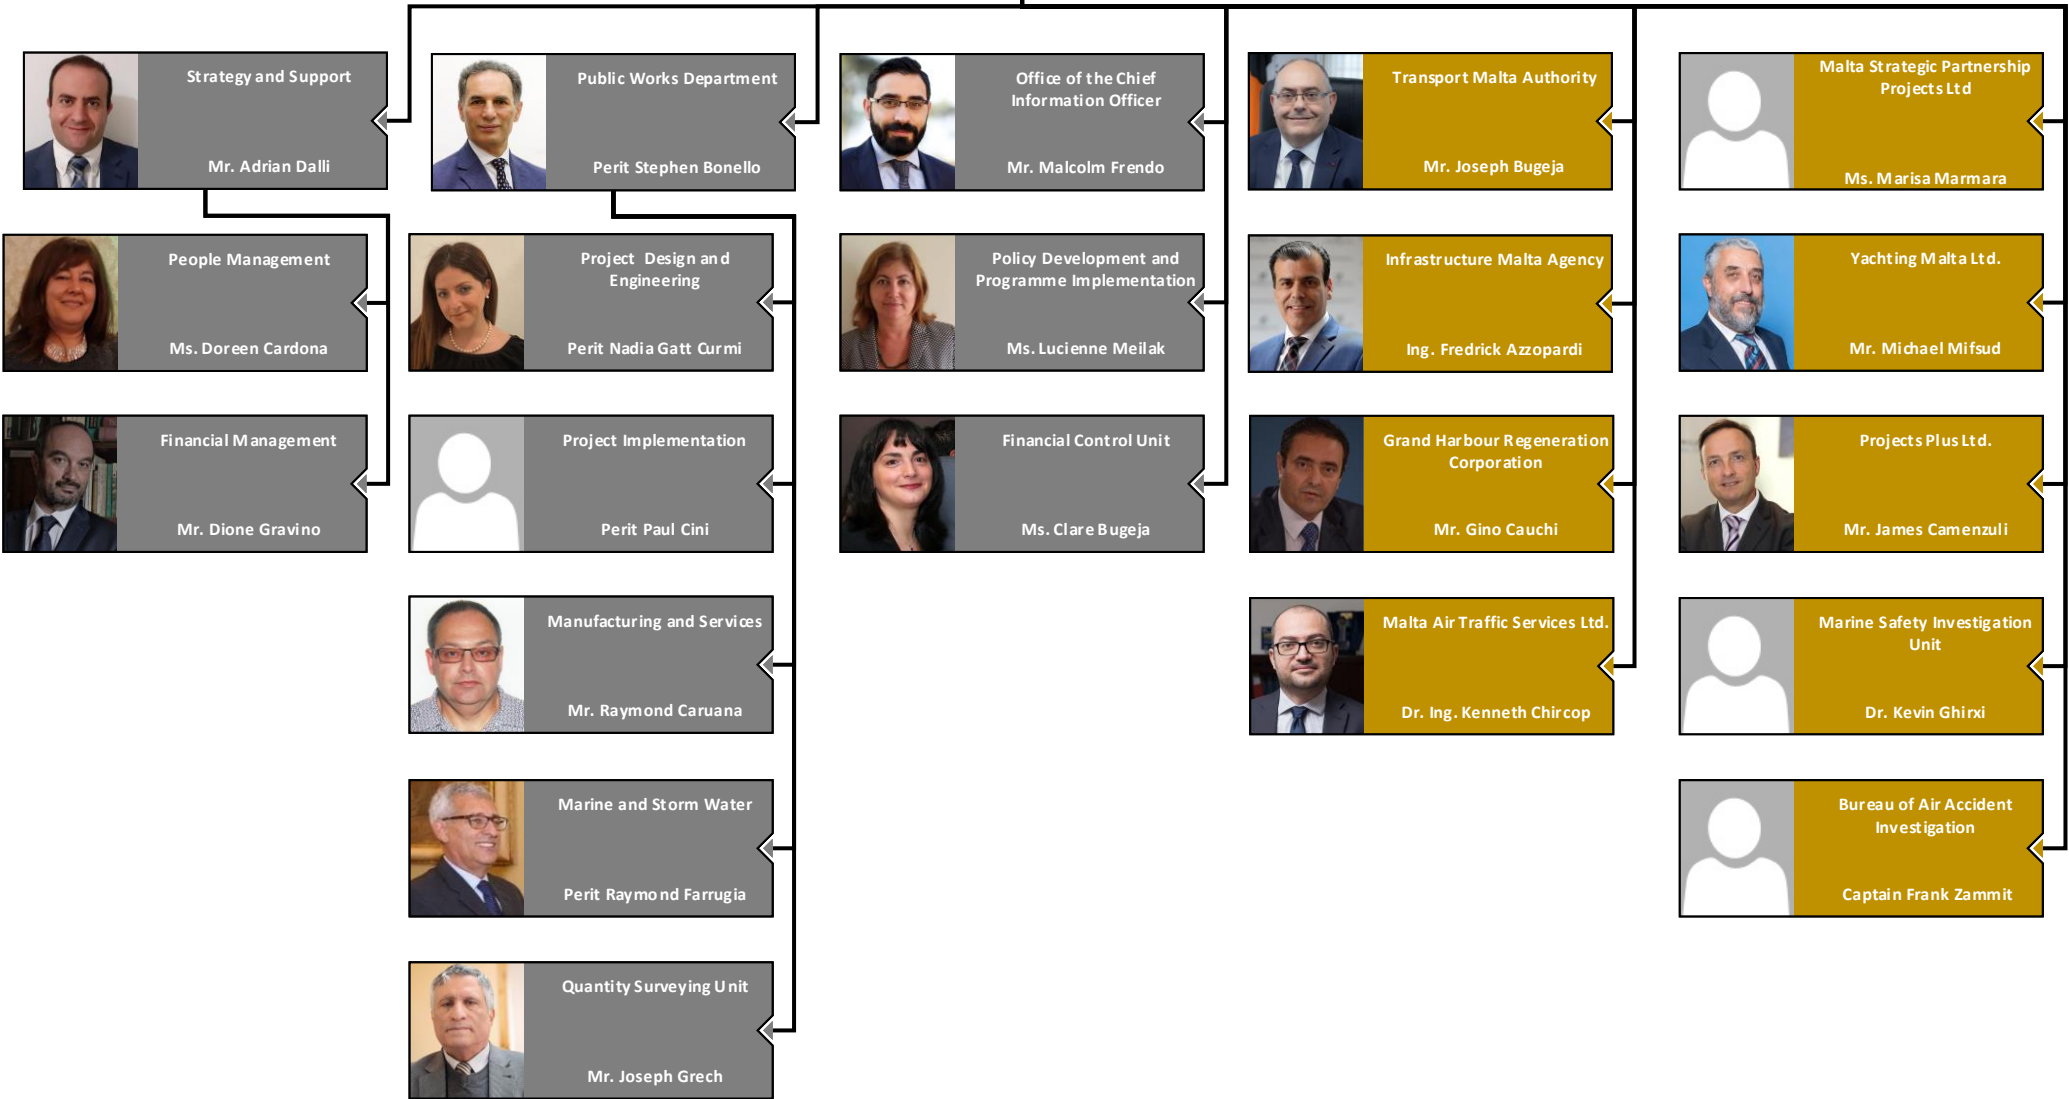 Strategy and Support
Mr. Adrian Dalli
People Management
Ms. Doreen Cardona
Financial Management
Mr. Dione Gravino
Public Works Department
Perit Stephen Bonello
Project Design and
Engineering
Perit Nadia Gatt Curmi
Project Implementation
Perit Paul Cini
Manufacturing and Services
Mr. Raymond Caruana
Marine and Storm Water
Perit Raymond Farrugia
Quantity Surveying Unit
Mr. Joseph Grech
Office of the Chief
Information Officer
Mr. Malcolm Frendo
Policy Development and
Programme Implementation
Ms. Lucienne Meilak
Financial Control Unit
Ms. Clare Bugeja
Transport Malta Authority
Mr. Joseph Bugeja
Infrastructure Malta Agency
Ing. Fredrick Azzopardi
Grand Harbour Regeneration
Corporation
Mr. Gino Cauchi
Malta Air Traffic Services Ltd.
Dr. Ing. Kenneth Chircop
Malta Strategic Partnership
Projects Ltd
Ms. Marisa Marmara
Yachting Malta Ltd.
Mr. Michael Mifsud
Projects Plus Ltd.
Mr. James Camenzuli
Marine Safety Investigation
Unit
Dr. Kevin Ghirxi
Bureau of Air Accident
Investigation
Captain Frank Zammit